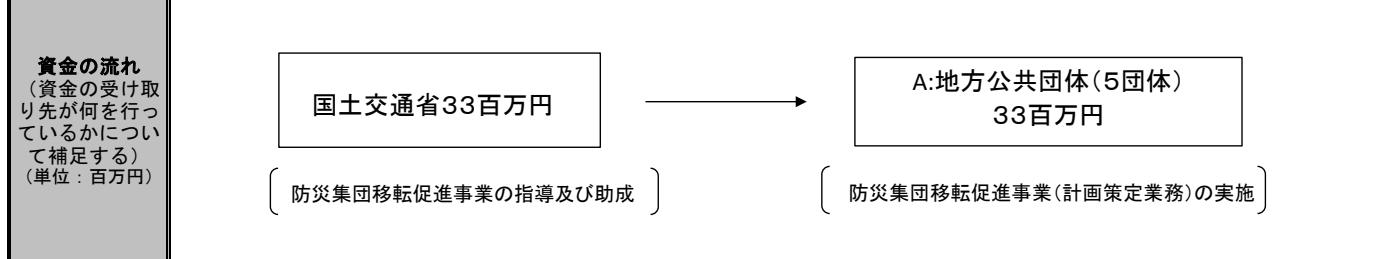 資金の流れ
（資金の受け取
り先が何を行っ
ているかについ
て補足する）
（単位：百万円）
国土交通省33百万円
防災集団移転促進事業の指導及び助成
A:地方公共団体（5団体）
33百万円
防災集団移転促進事業（計画策定業務）の実施